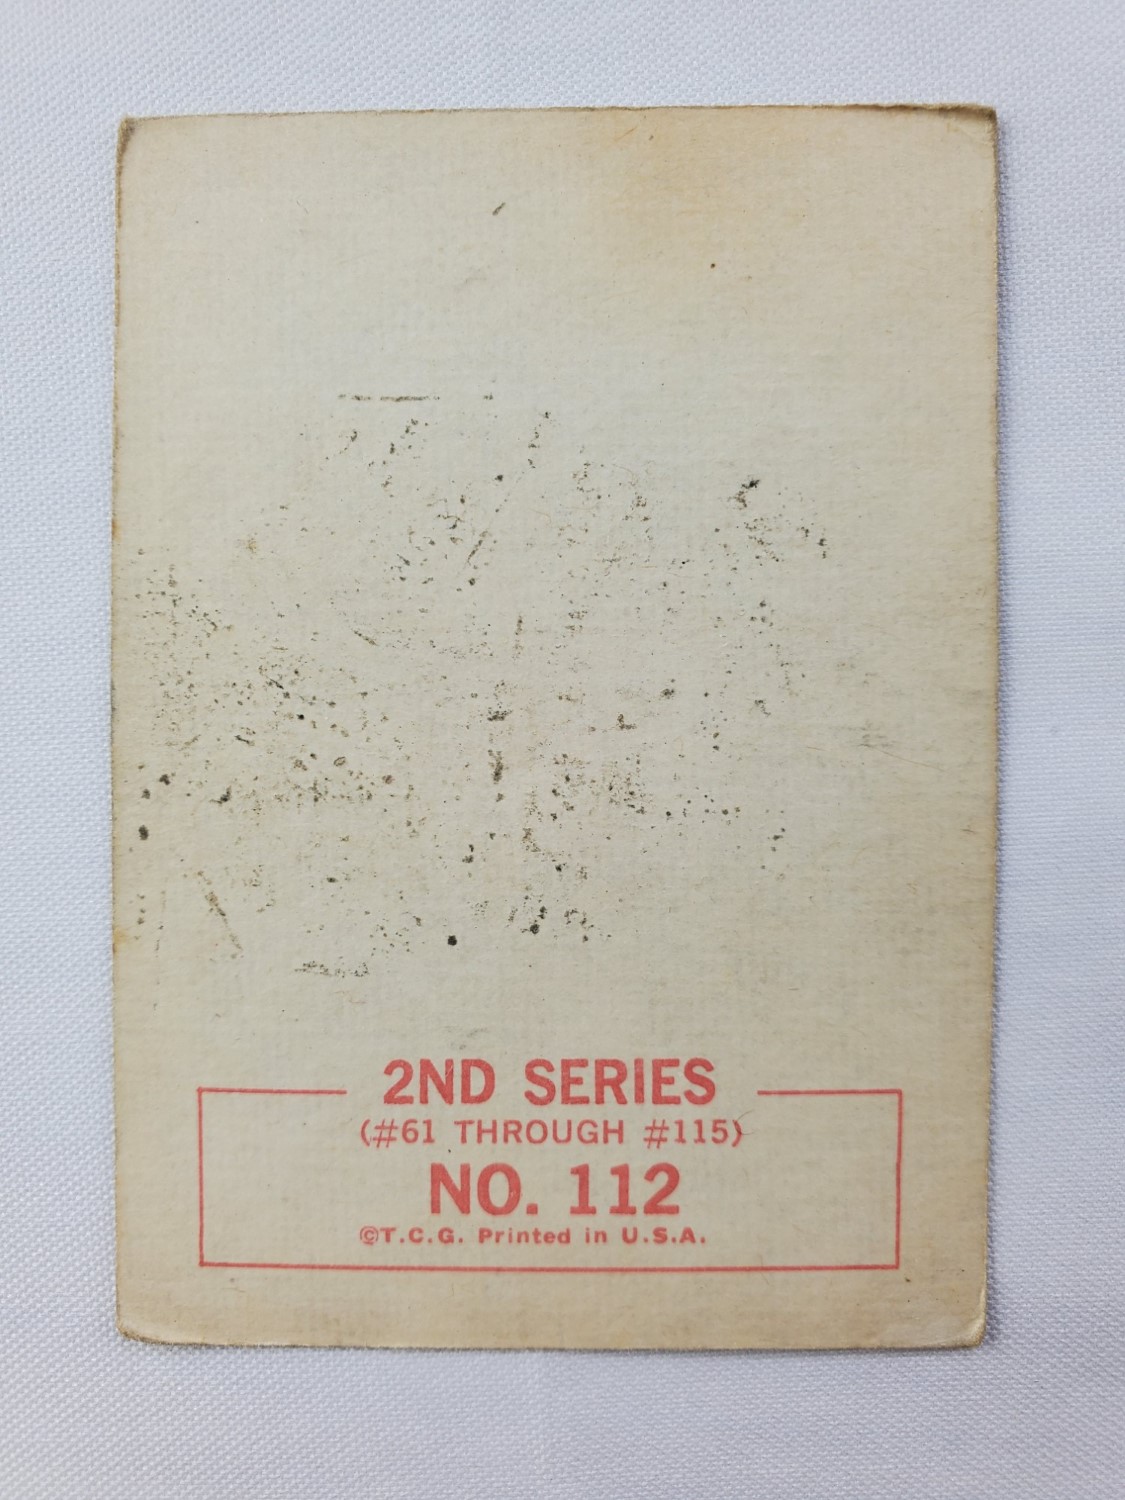 2ND SERIES
(#61 THROUGH #115)
NO. 112
©T.C.G. Printed in U.S.A.